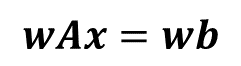 wAx = wb